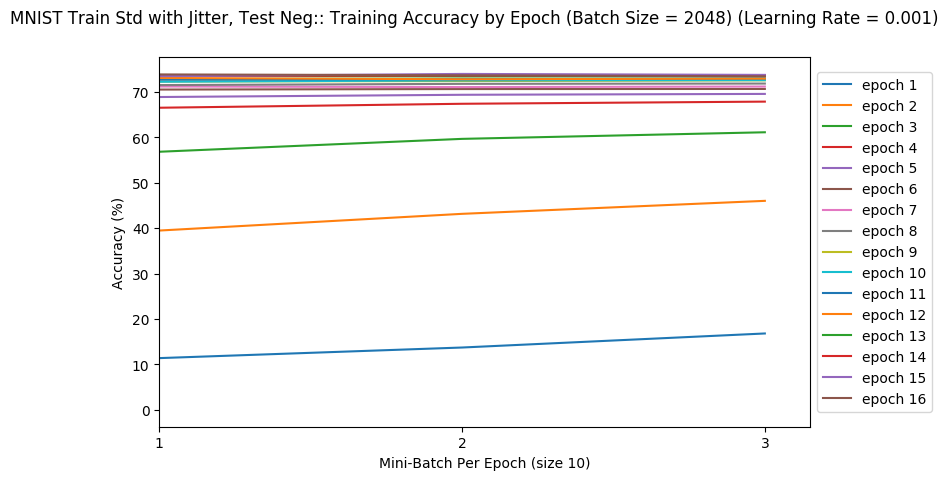 MNIST Train Std with Jitter, Test Neg:: Training Accuracy by Epoch (Batch Size = 2048) (Learning Rate = 0.001)
Accuracy (%)
70
60
50
40
30
20
10
0
1
2
3
Mini-Batch Per Epoch (size 10)
epoch 1
epoch 2
epoch 3
epoch 4
epoch 5
epoch 6
epoch 7
epoch 8
epoch 9
epoch 10
epoch 11
epoch 12
epoch 13
epoch 14
epoch 15
epoch 16